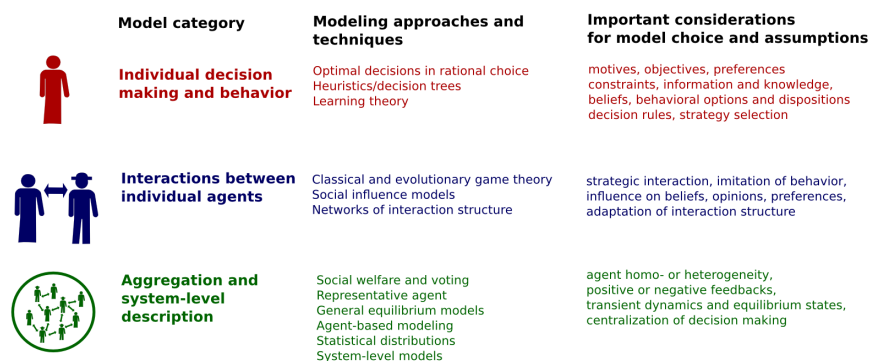 Model category
Modeling approaches and
techniques
Important considerations
for model choice and assumptions
Individual decision
making and behavior
Optimal decisions in rational choice
Heuristics/decision trees
Learning theory
motives, objectives, preferences
constraints, information and knowledge,
beliefs, behavioral options and dispositions
decision rules, strategy selection
Interactions between
individual agents
Classical and evolutionary game theory
Social influence models
Networks of interaction structure
strategic interaction, imitation of behavior,
influence on beliefs, opinions, preferences,
adaptation of interaction structure
Aggregation and
system-level
description
Social welfare and voting
Representative agent
General equilibrium models
Agent-based modeling
Statistical distributions
System-level models
agent homo- or heterogeneity,
positive or negative feedbacks,
transient dynamics and equilibrium states,
centralization of decision making